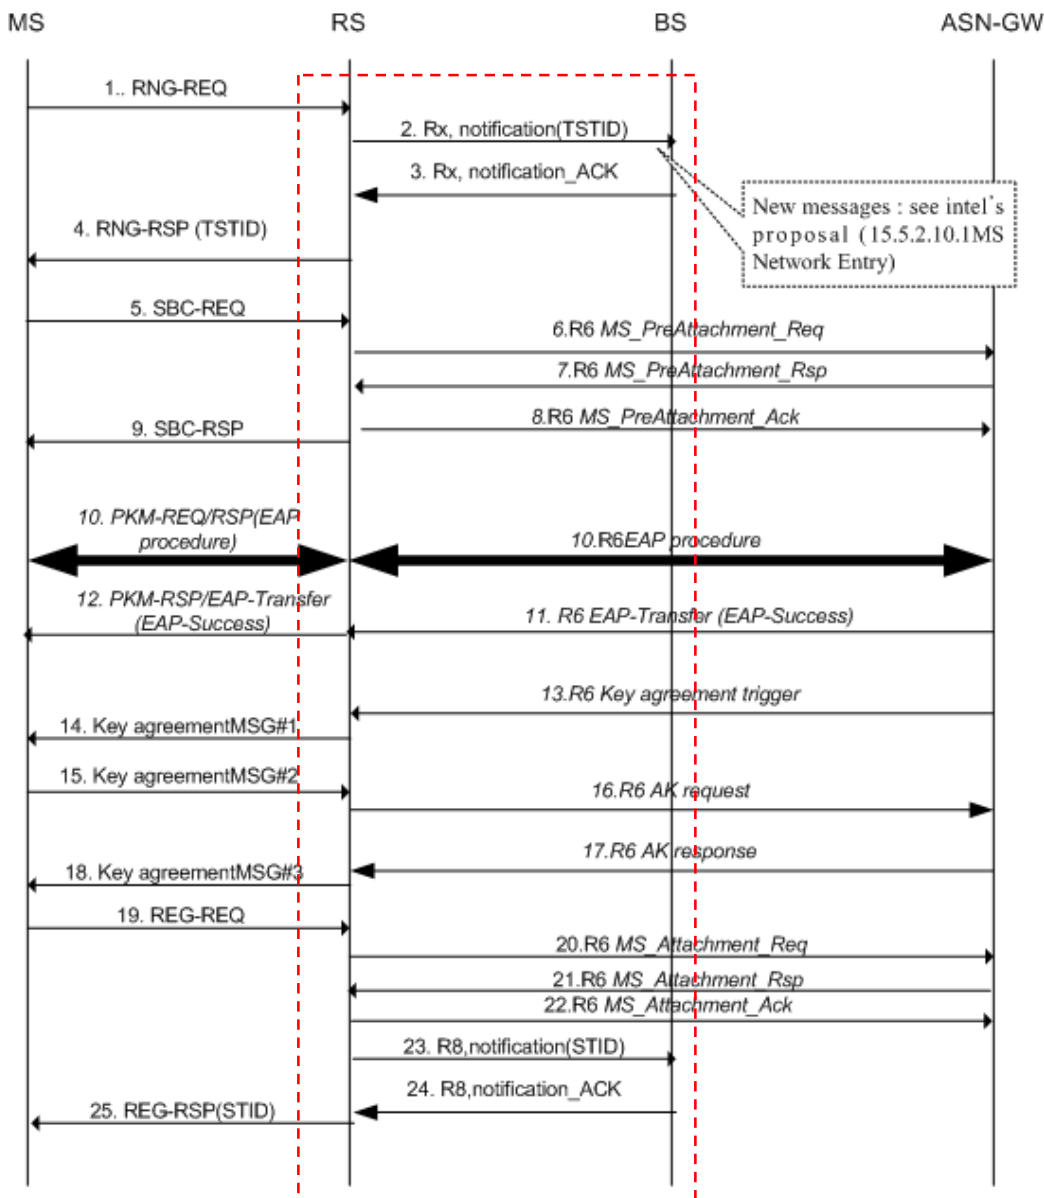 MS RS BS ASN-GW
1.. RNG-REQ
2. Rx, notification(TSTID)
3. Rx, notification_ACK
New messages : see intel's
proposal (15.5.2.10.1MS
Network Entry)
4. RNG-RSP (TSTID)
5. SBC-REQ
6.R6 MS_PreAttachment_Req
7.R6 MS_PreAttachment_Rsp
8.R6 MS_PreAttachment_Ack
9. SBC-RSP
10. PKM-REQ/RSP(EAP
procedure)
10.R6EAP procedure
12. PKM-RSP/EAP-Transfer
(EAP-Success)
11. R6 EAP-Transfer (EAP-Success)
13.R6 Key agreement trigger
14. Key agreementMSG#1
15. Key agreementMSG#2
16.R6 AK request
17.R6 AK response
18. Key agreementMSG#3
19. REG-REQ
20.R6 MS_Attachment_Req
21.R6 MS_Attachment_Rsp
22.R6 MS_Attachment_Ack
23. R8,notification(STID)
24. R8,notification_ACK
25. REG-RSP(STID)